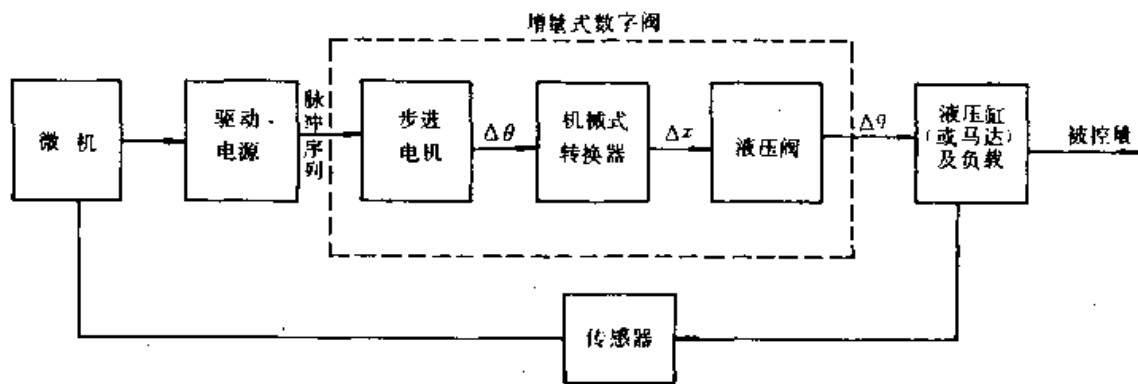 增量式数字阀
微机
驱动
电源
脉冲序列
步进
电机
Δθ
机械式
转换器
Δx
液压阀
Δq
液压缸
(或马达)
及负载
被控量
传感器